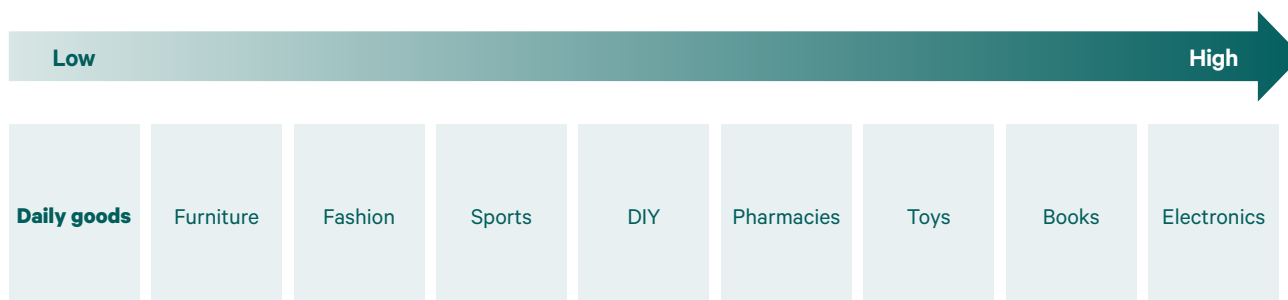 Low
High
Daily goods
Furniture
Fashion
Sports
DIY
Pharmacies
Toys
Books
Electronics